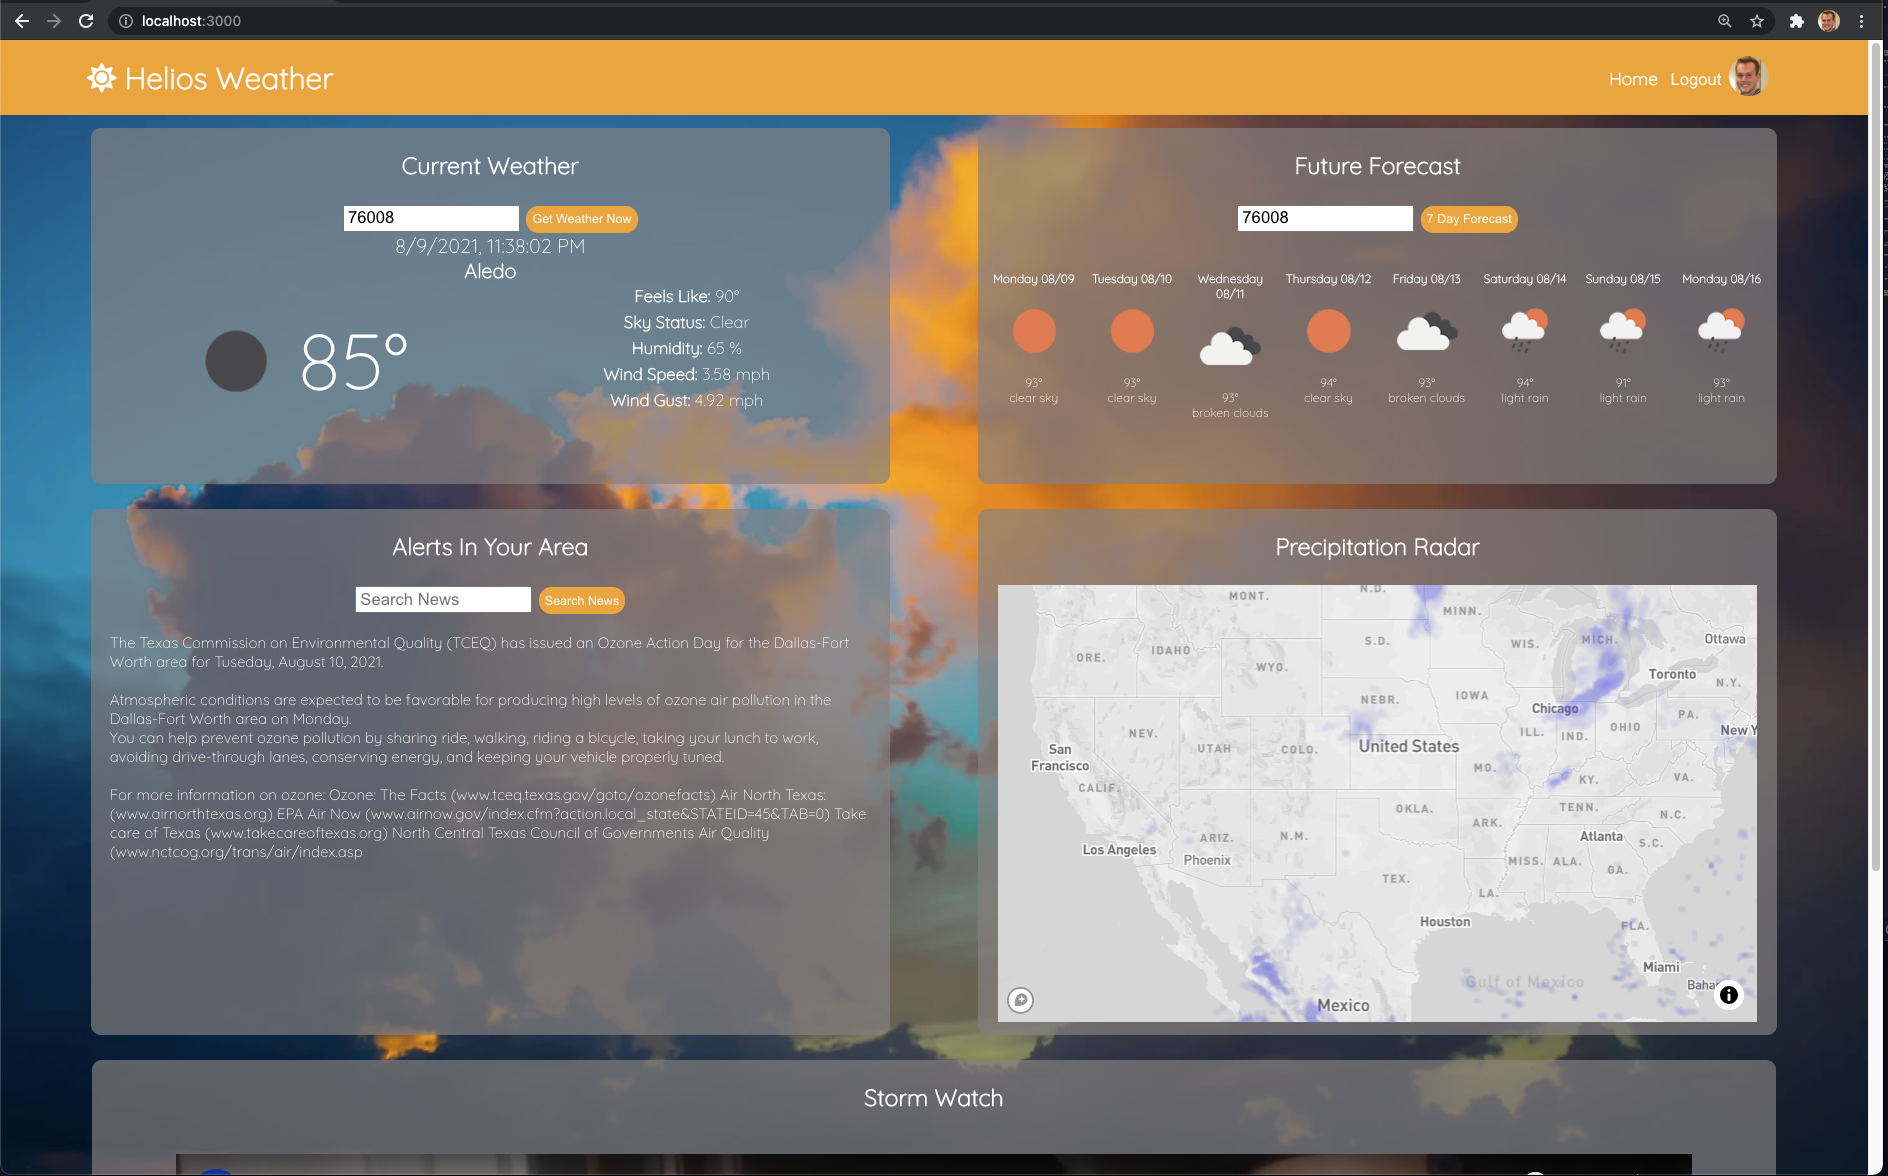 localhost:3000
Helios Weather
Home Logout
Current Weather
76008 Get Weather Now
8/9/2021, 11:38:02 PM
Aledo
85°
Feels Like: 90°
Sky Status: Clear
Humidity: 65 %
Wind Speed: 3.58 mph
Wind Gust: 4.92 mph
Future Forecast
76008 7 Day Forecast
Monday 08/09
93°
clear sky
Tuesday 08/10
93°
clear sky
Wednesday
08/11
93°
broken clouds
Thursday 08/12
94°
clear sky
Friday 08/13
93°
broken clouds
Saturday 08/14
94°
light rain
Sunday 08/15
91°
light rain
Monday 08/16
93°
light rain
Alerts In Your Area
Search News Search News
The Texas Commission on Environmental Quality (TCEQ) has issued an Ozone Action Day for the Dallas-Fort
Worth area for Tuseday, August 10, 2021.
Atmospheric conditions are expected to be favorable for producing high levels of ozone air pollution in the
Dallas-Fort Worth area on Monday.
You can help prevent ozone pollution by sharing ride, walking, riding a bicycle, taking your lunch to work,
avoiding drive-through lanes, conserving energy, and keeping your vehicle properly tuned.
For more information on ozone: Ozone: The Facts (www.tceq.texas.gov/goto/ozonefacts) Air North Texas:
(www.airnorthtexas.org) EPA Air Now (www.airnow.gov/index.cfm?action.local_state&STATEID=45&TAB=0) Take
care of Texas (www.takecareoftexas.org) North Central Texas Council of Governments Air Quality
(www.nctcog.org/trans/air/index.asp
Precipitation Radar
N.D.
MONT.
MINN.
S.D.
WIS.
MICH.
Ottawa
ORE.
IDAHO
WYO.
Toronto
N.Y.
NEBR.
IOWA
Chicago
PA.
OHIO
New Y
NEV.
UTAH
COLO.
United States
ILL.
IND.
San
Francisco
MO.
KY.
VA.
CALIF.
OKLA.
TENN.
N.C.
ARK.
Atlanta
S.C.
ARIZ.
N.M.
Los Angeles
Phoenix
MISS.
ALA.
GA.
TEX.
LA.
Houston
FLA.
Miami
Gulf of Mexico
Baha
Mexico
Storm Watch